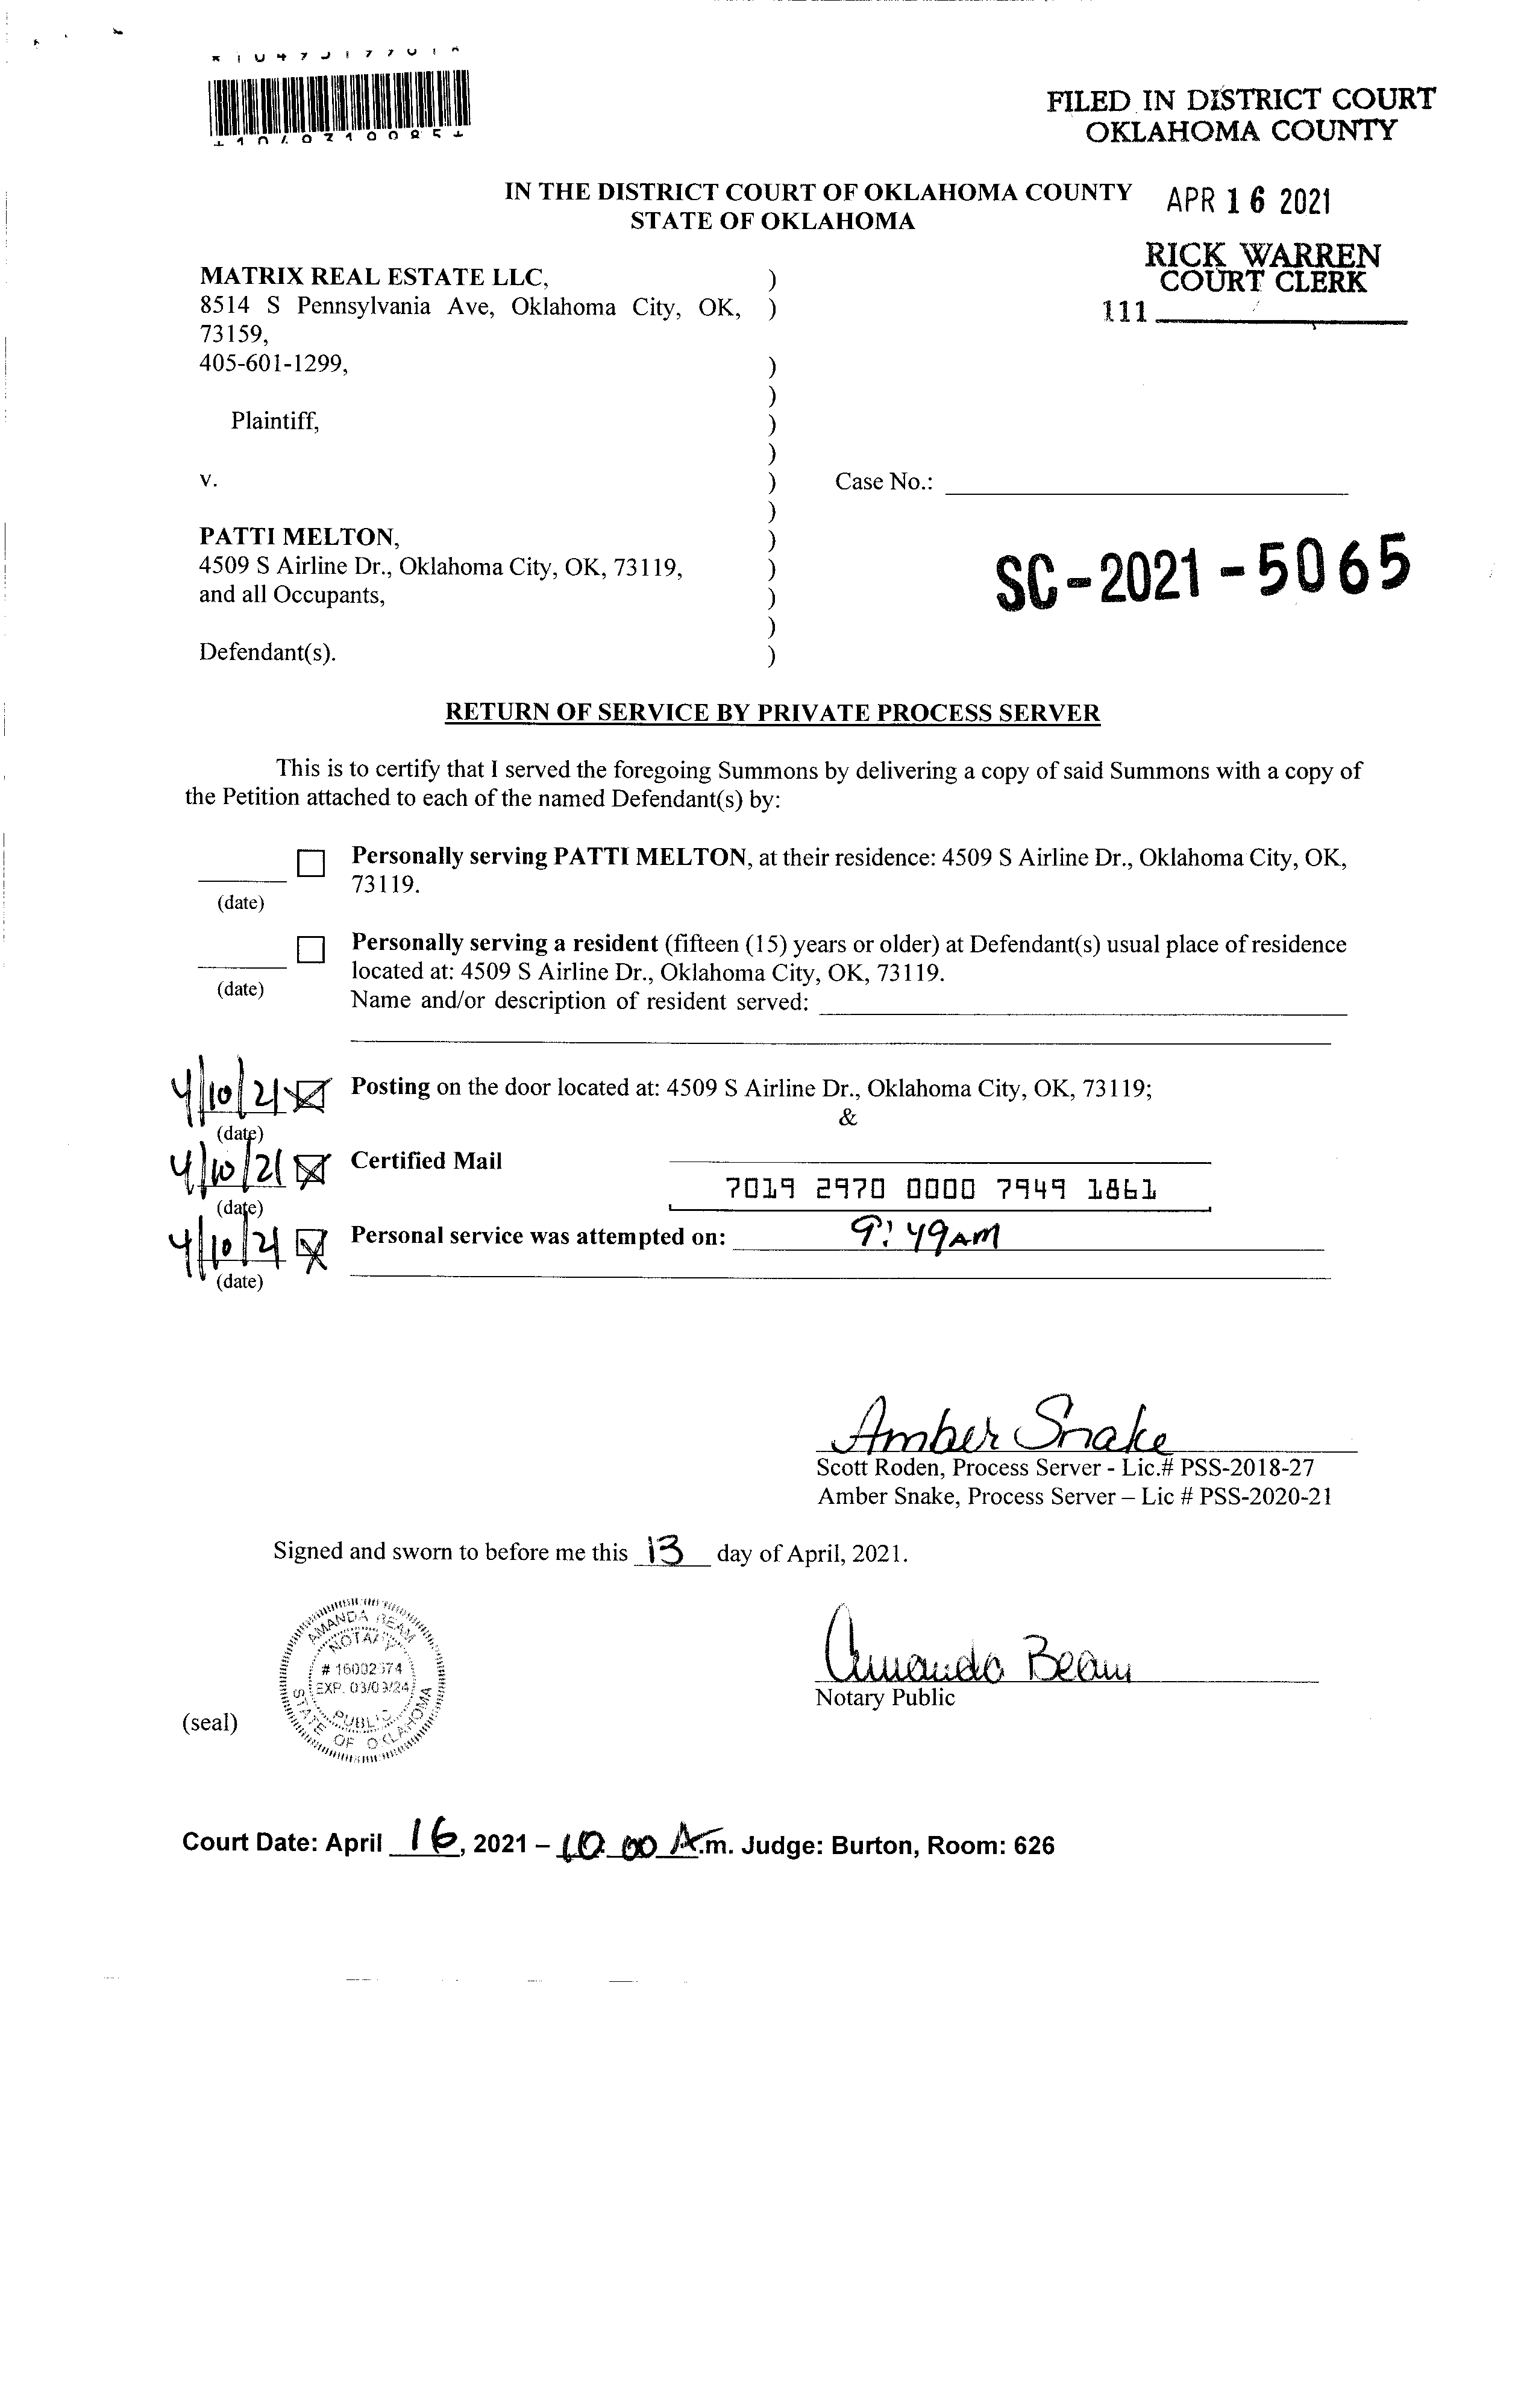 FILED IN DISTRICT COURT
OKLAHOMA COUNTY
IN THE DISTRICT COURT OF OKLAHOMA COUNTY
STATE OF OKLAHOMA
APR 16 2021
RICK WARREN
COURT CLERK
111
MATRIX REAL ESTATE LLC, )
8514 S Pennsylvania Ave, Oklahoma City, OK, )
73159,
405-601-1299, )
)
Plaintiff, )
)
v. ) Case No.:
)
PATTI MELTON, )
4509 S Airline Dr., Oklahoma City, OK, 73119, )
and all Occupants, )
)
Defendant(s). )
SC-2021-5065
RETURN OF SERVICE BY PRIVATE PROCESS SERVER
This is to certify that I served the foregoing Summons by delivering a copy of said Summons with a copy of
the Petition attached to each of the named Defendant(s) by:
Personally serving PATTI MELTON, at their residence: 4509 S Airline Dr., Oklahoma City, OK,
73119.
(date)
Personally serving a resident (fifteen (15) years or older) at Defendant(s) usual place of residence
located at: 4509 S Airline Dr., Oklahoma City, OK, 73119.
(date)
Name and/or description of resident served:
4/10/21 Posting on the door located at: 4509 S Airline Dr., Oklahoma City, OK, 73119;
&
(date)
4/10/21 Certified Mail
7019 2970 0000 7949 1861
(date)
4/10/21 Personal service was attempted on: 9:49AM
(date)
Amber Snake
Scott Roden, Process Server - Lic.# PSS-2018-27
Amber Snake, Process Server – Lic # PSS-2020-21
Signed and sworn to before me this 13 day of April, 2021.
AMANDA BEAM
NOTARY
EXP. 03/03/24
PUBLIC
STATE OF OKLAHOMA
Amanda Beam
Notary Public
(seal)
Court Date: April 16, 2021 – 10:00 A.m. Judge: Burton, Room: 626